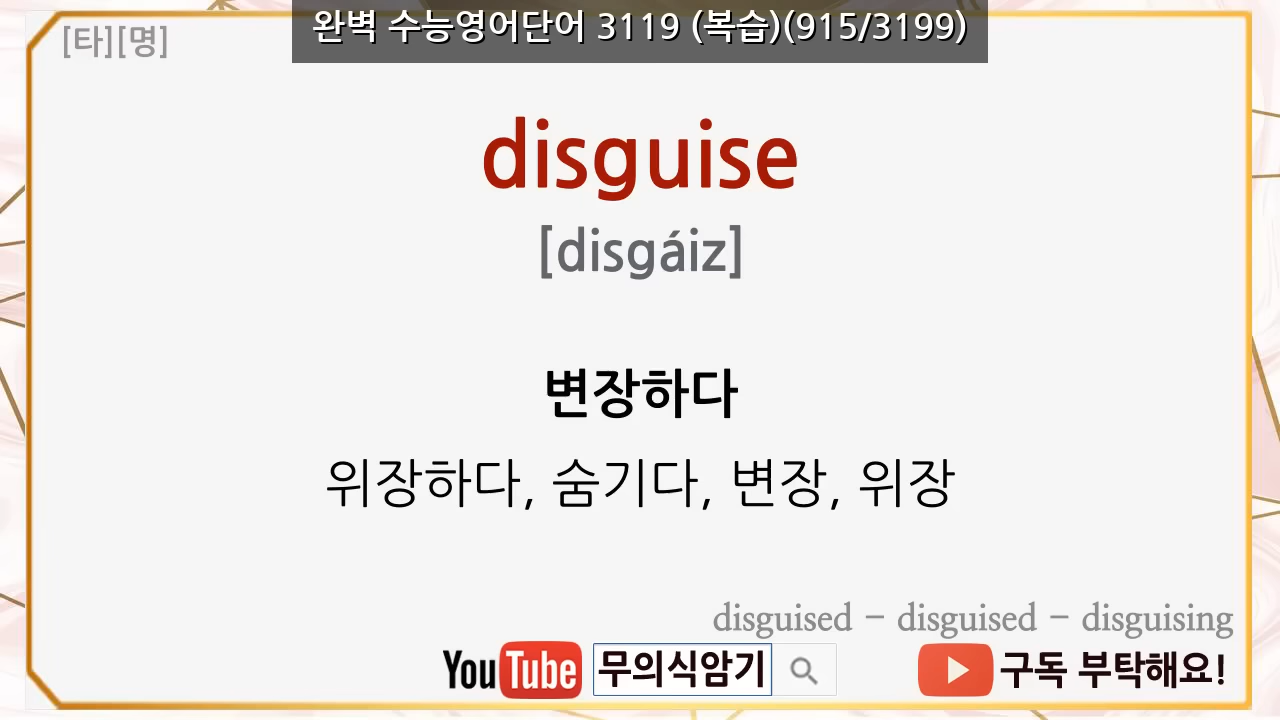 완벽 수능영어단어 3119 (복습)(915/3199)
[타][명]
disguise
[disgáiz]
변장하다
위장하다, 숨기다, 변장, 위장
disguised - disguised - disguising
YouTube 무의식암기 구독 부탁해요!